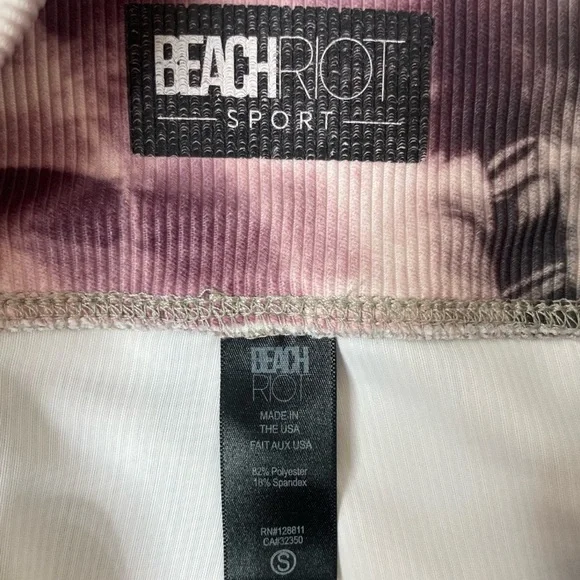 BEACHRIOT
SPORT
BEACH
RIOT
MADE IN
THE USA
FAIT AUX USA
82% Polyester
18% Spandex
RN#128811
CA#32350
S